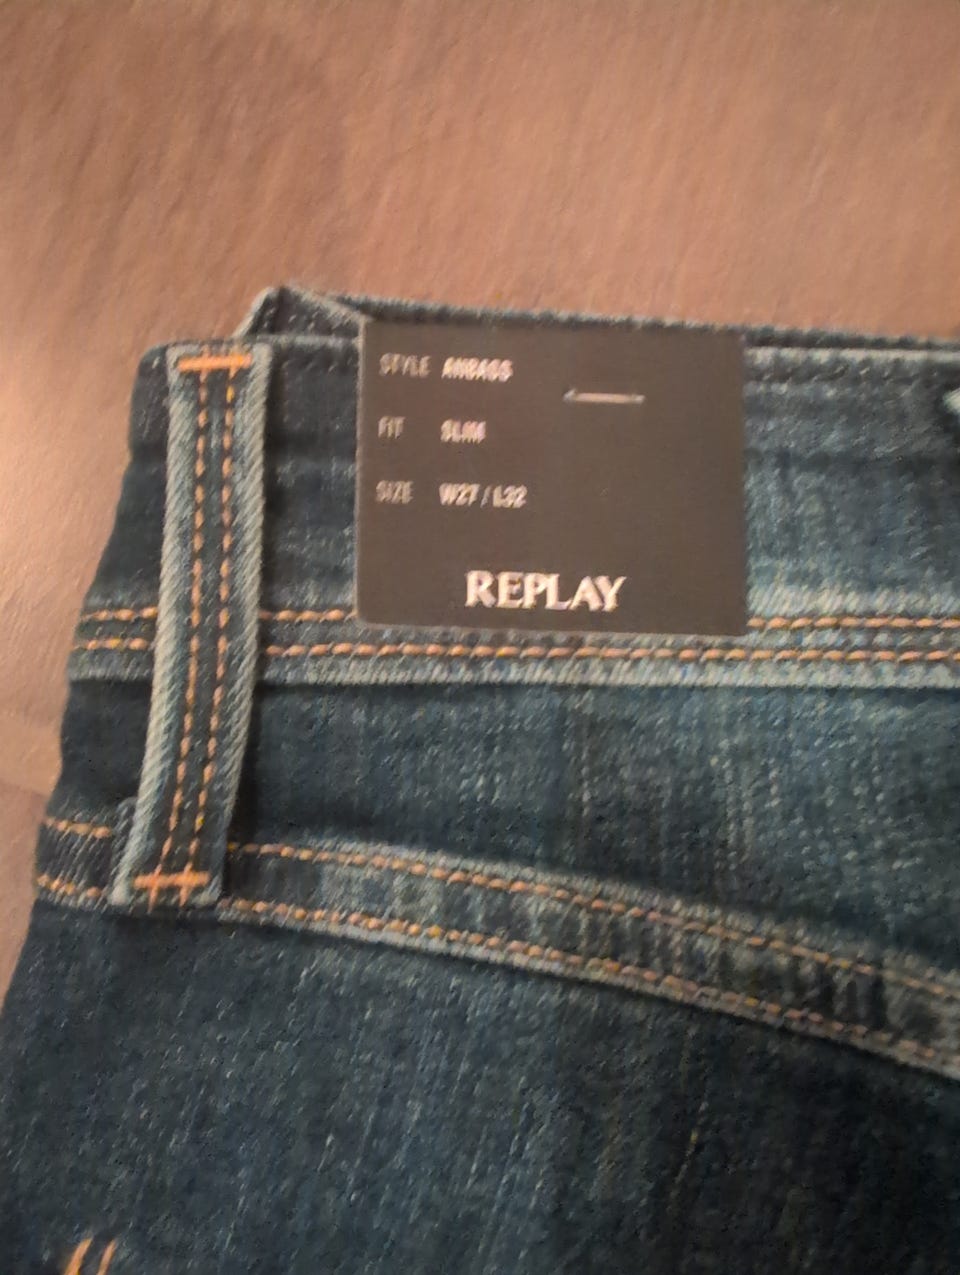 STYLE ANBASS
FIT SLIM
SIZE W27/L32
REPLAY